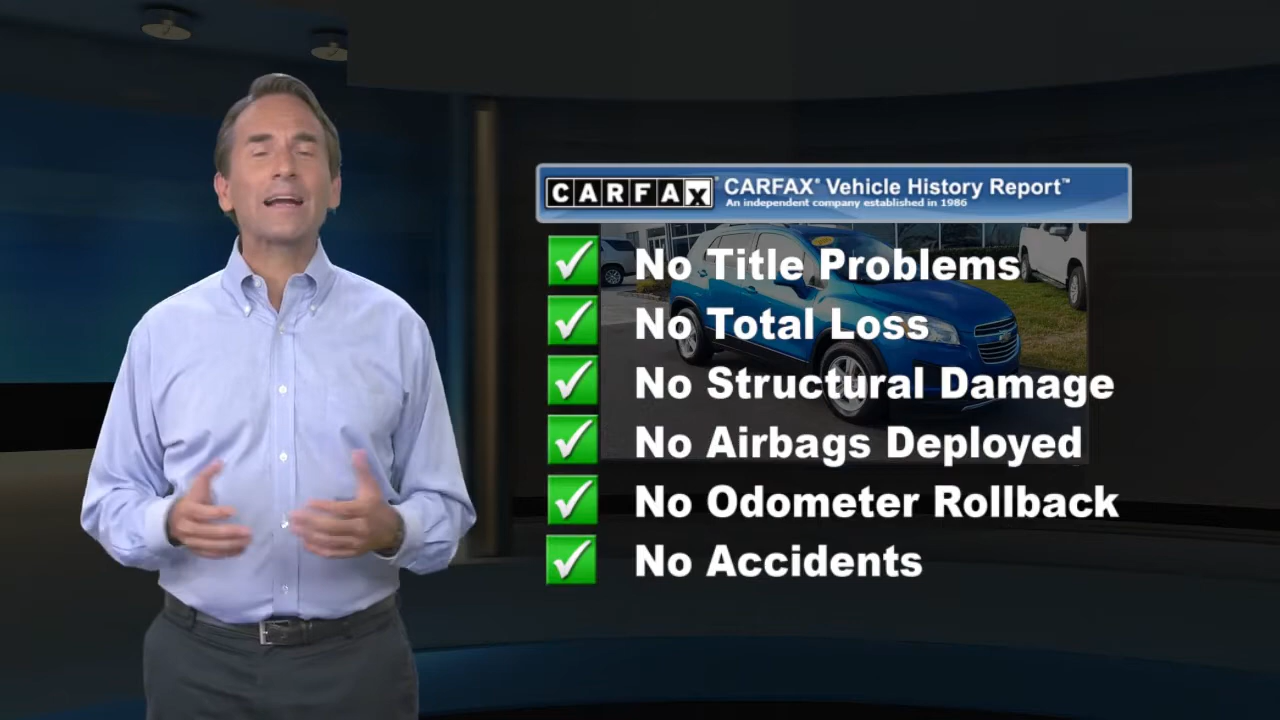 CARFAX® CARFAX® Vehicle History Report™
An independent company established in 1986
No Title Problems
No Total Loss
No Structural Damage
No Airbags Deployed
No Odometer Rollback
No Accidents